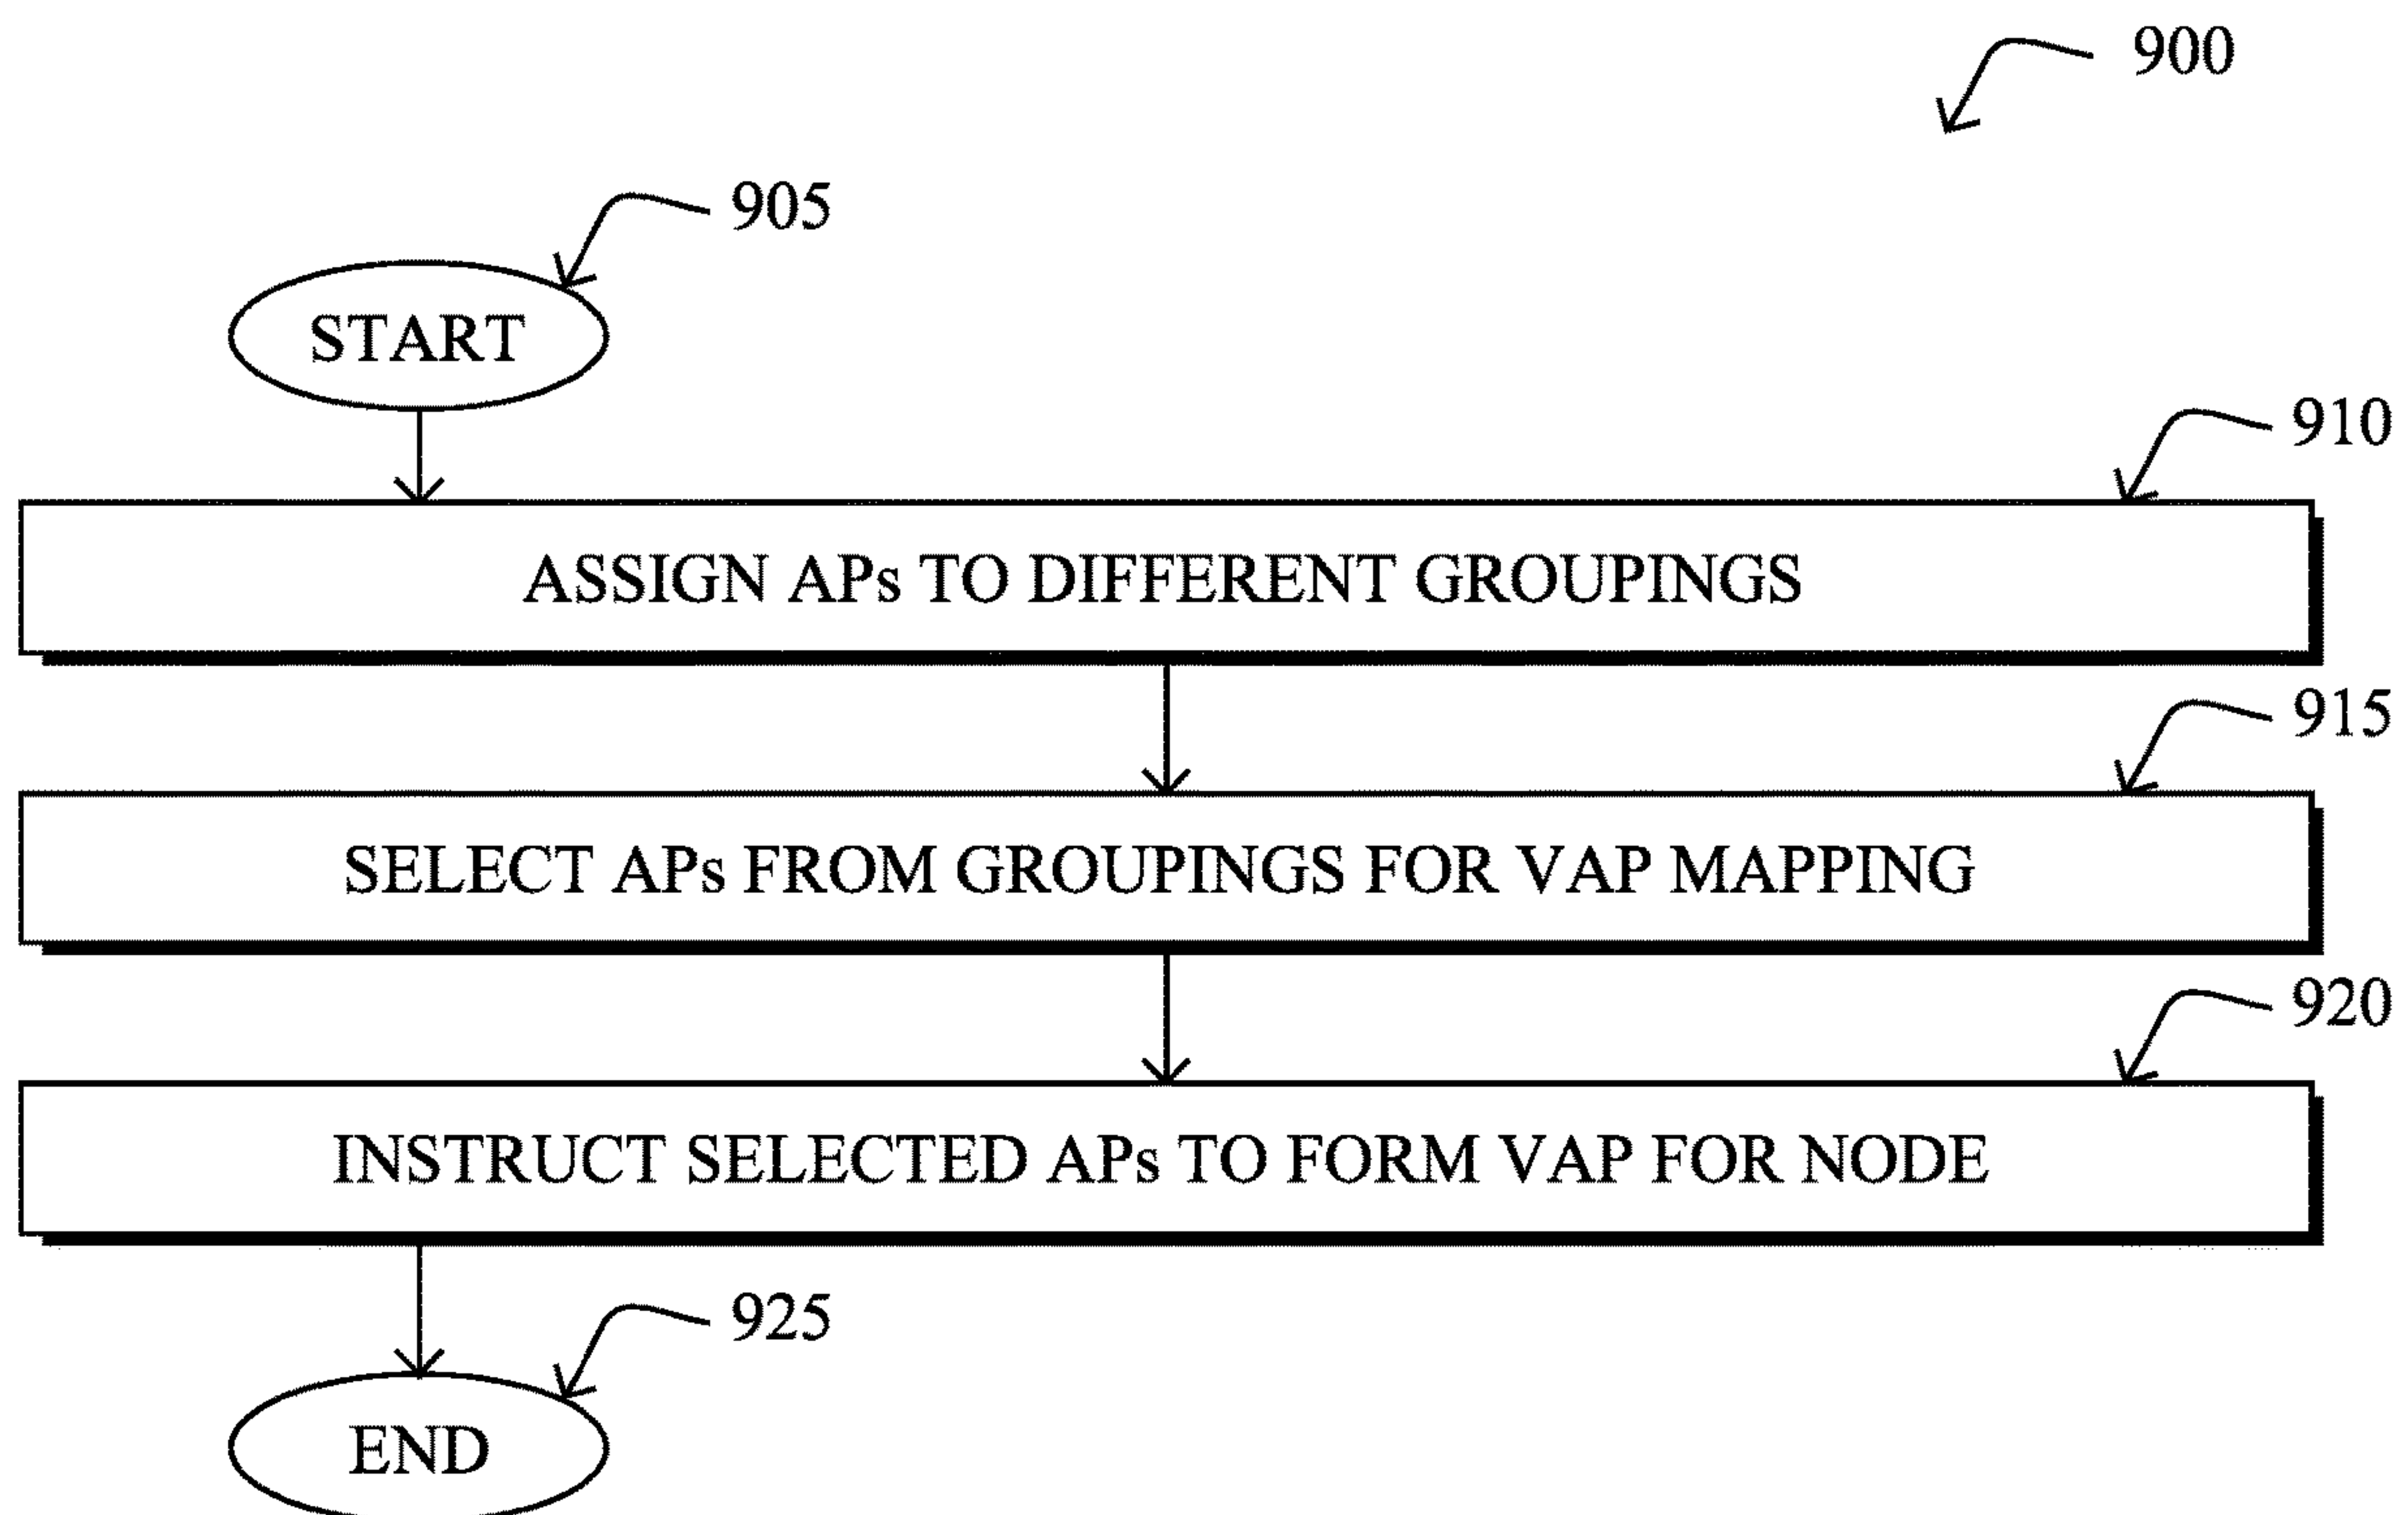 900
905
START
910
ASSIGN APs TO DIFFERENT GROUPINGS
915
SELECT APs FROM GROUPINGS FOR VAP MAPPING
920
INSTRUCT SELECTED APs TO FORM VAP FOR NODE
925
END